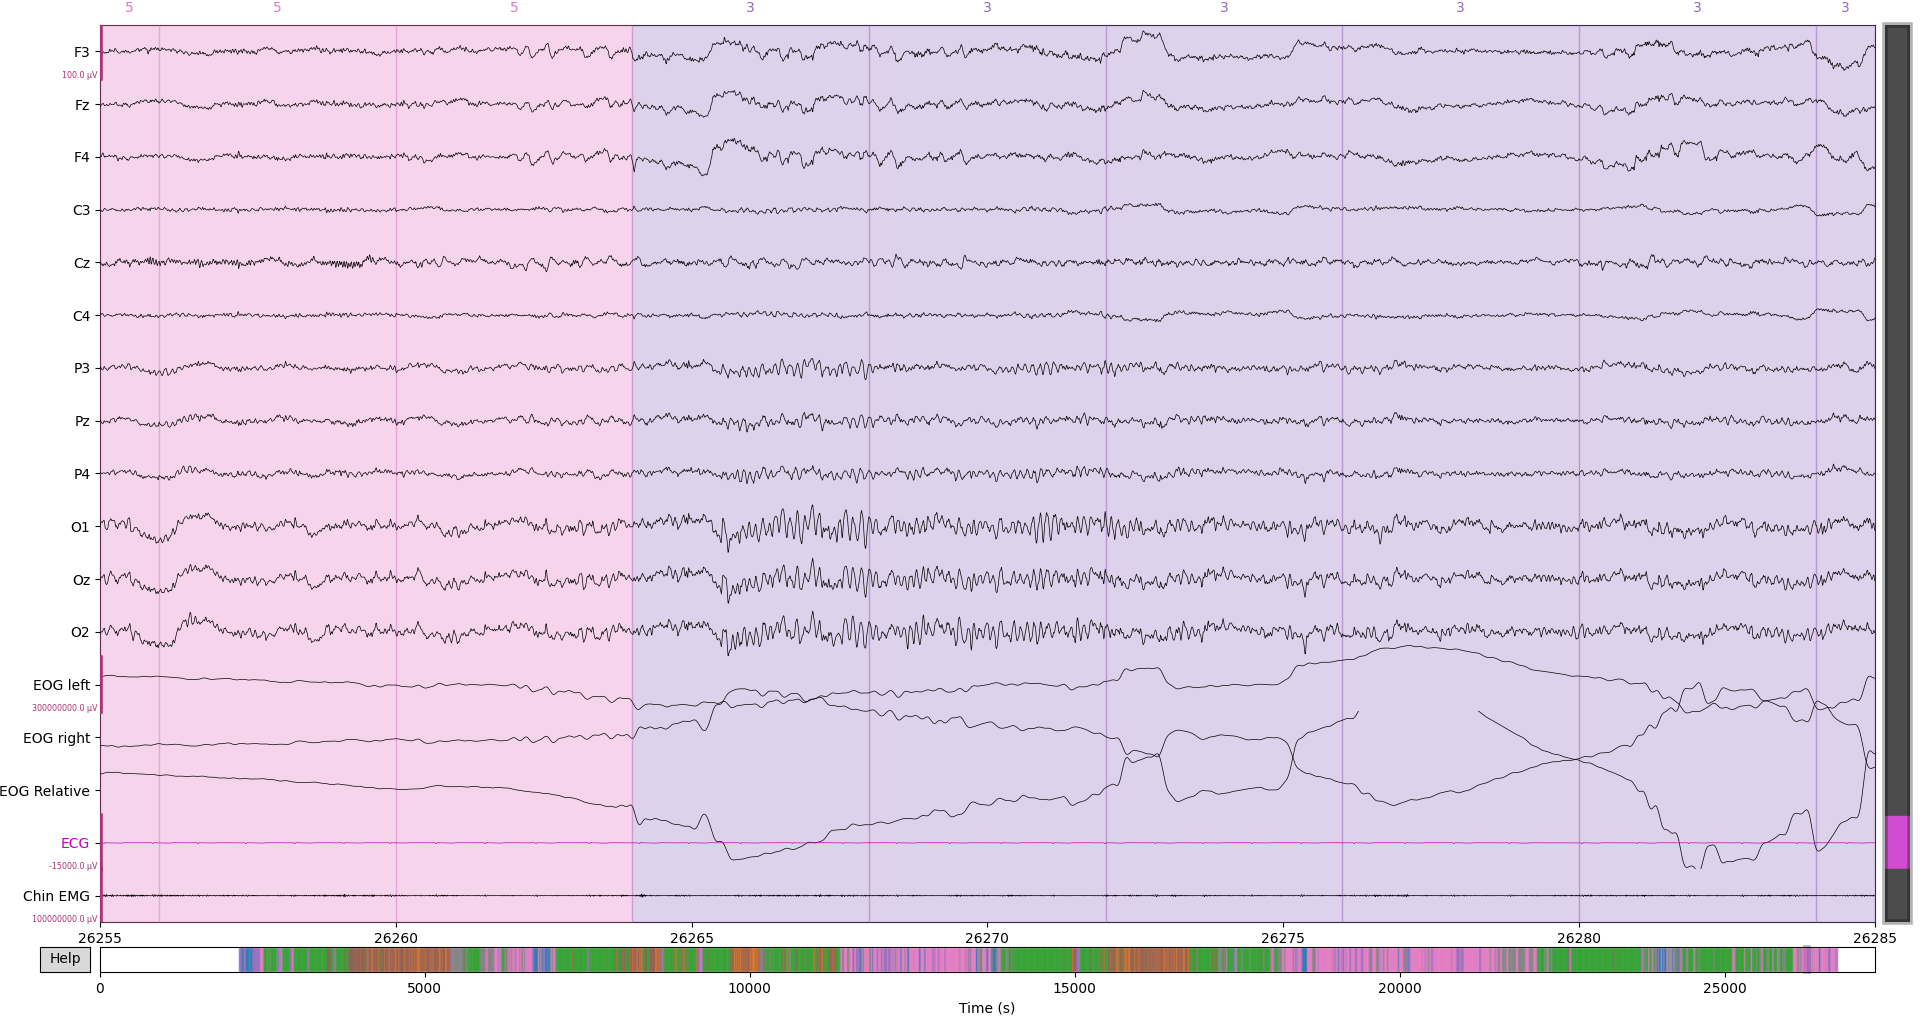 5 5 5 3 3 3 3 3 3
F3
100.0 µV
Fz
F4
C3
Cz
C4
P3
Pz
P4
O1
Oz
O2
EOG left
300000000.0 µV
EOG right
EOG Relative
ECG
-15000.0 µV
Chin EMG
100000000.0 µV
26255 26260 26265 26270 26275 26280 26285
Help
0 5000 10000 15000 20000 25000
Time (s)